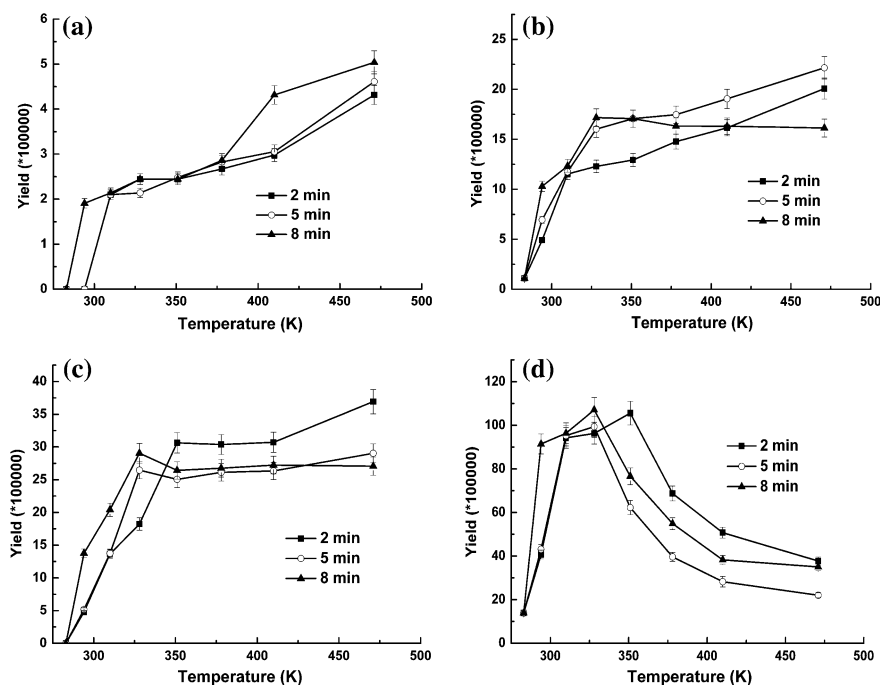 (a)
6
5
4
3
2
1
0
Yield (*100000)
2 min
5 min
8 min
300 350 400 450 500
Temperature (K)
(b)
25
20
15
10
5
0
Yield (*100000)
2 min
5 min
8 min
300 350 400 450 500
Temperature (K)
(c)
40
35
30
25
20
15
10
5
0
Yield (*100000)
2 min
5 min
8 min
300 350 400 450 500
Temperature (K)
(d)
120
100
80
60
40
20
0
Yield (*100000)
2 min
5 min
8 min
300 350 400 450 500
Temperature (K)